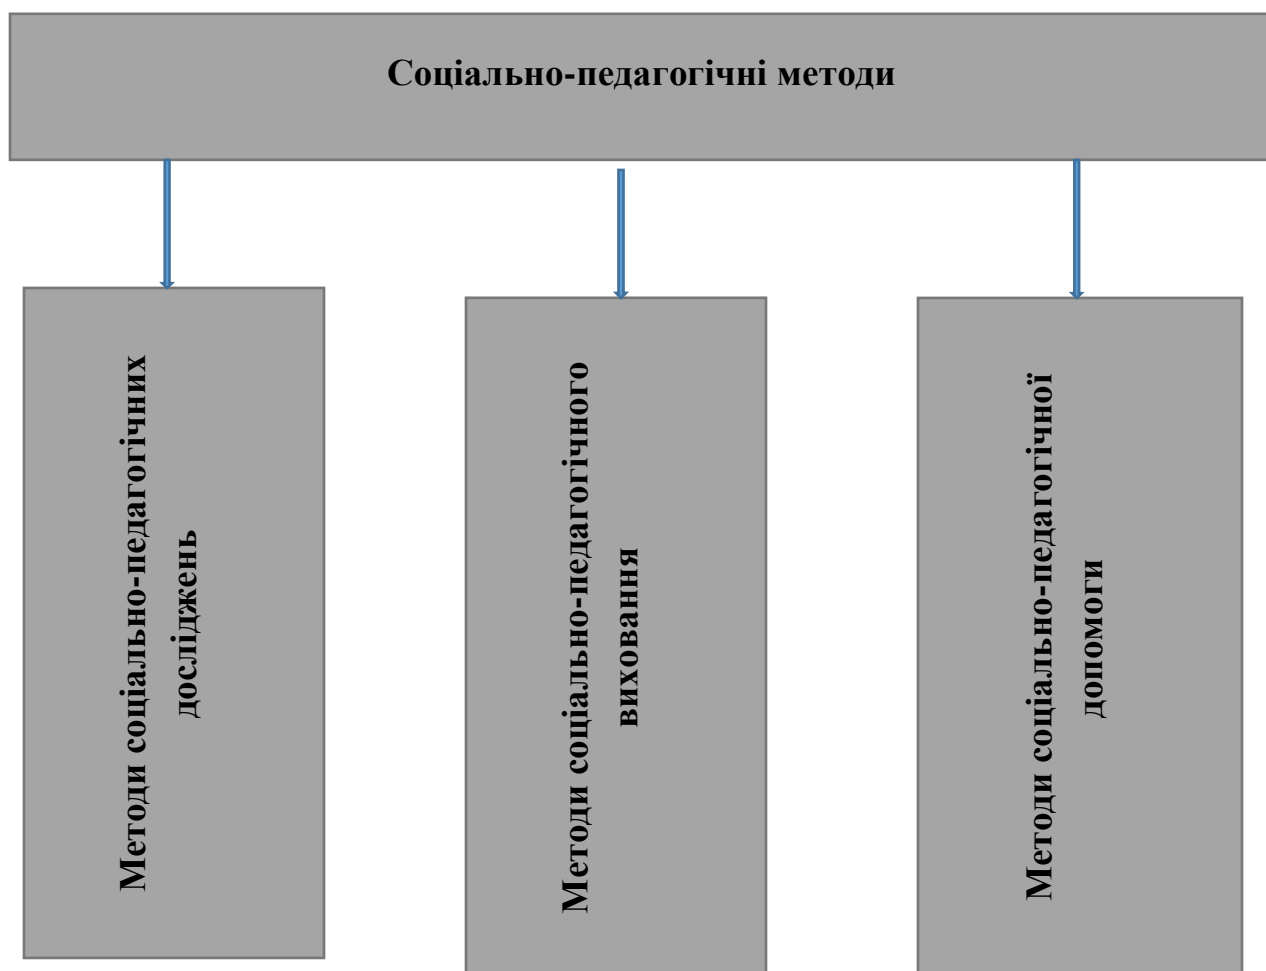 Соціально-педагогічні методи
Методи соціально-педагогічних
досліджень
Методи соціально-педагогічного
виховання
Методи соціально-педагогічної
допомоги